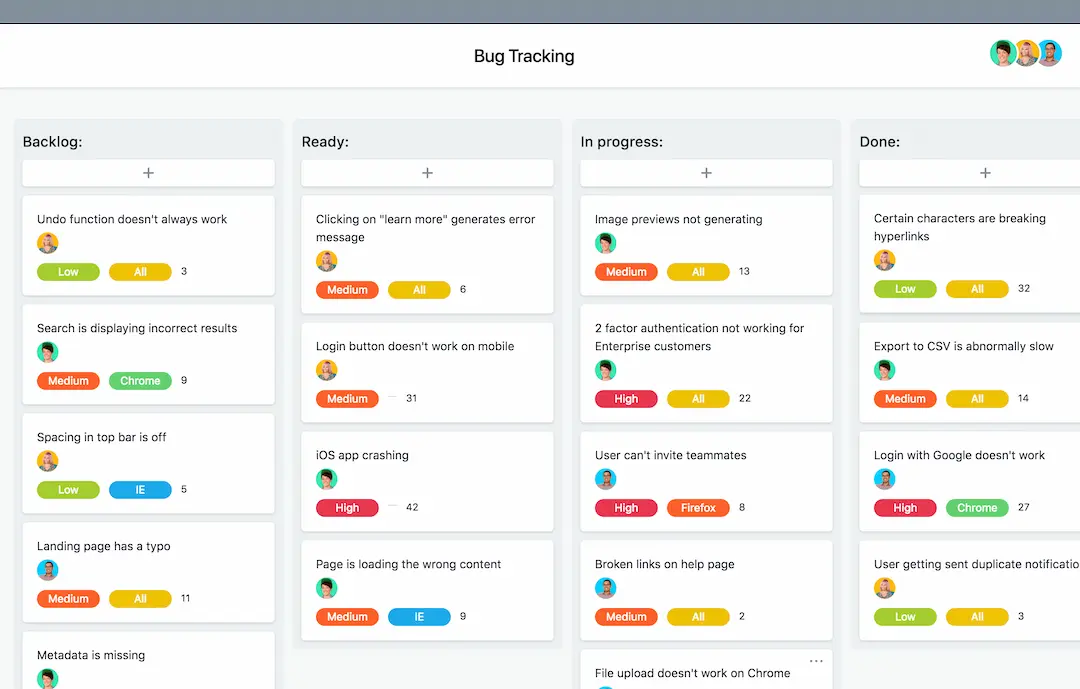 Bug Tracking
Backlog:
+
Undo function doesn't always work
Low All 3
Search is displaying incorrect results
Medium Chrome 9
Spacing in top bar is off
Low IE 5
Landing page has a typo
Medium All 11
Metadata is missing
Ready:
+
Clicking on "learn more" generates error
message
Medium All 6
Login button doesn't work on mobile
Medium — 31
iOS app crashing
High — 42
Page is loading the wrong content
Medium IE 9
In progress:
+
Image previews not generating
Medium All 13
2 factor authentication not working for
Enterprise customers
High All 22
User can't invite teammates
High Firefox 8
Broken links on help page
Medium All 2
File upload doesn't work on Chrome
Done:
+
Certain characters are breaking
hyperlinks
Low All 32
Export to CSV is abnormally slow
Medium All 14
Login with Google doesn't work
High Chrome 27
User getting sent duplicate notificatio
Low All 3